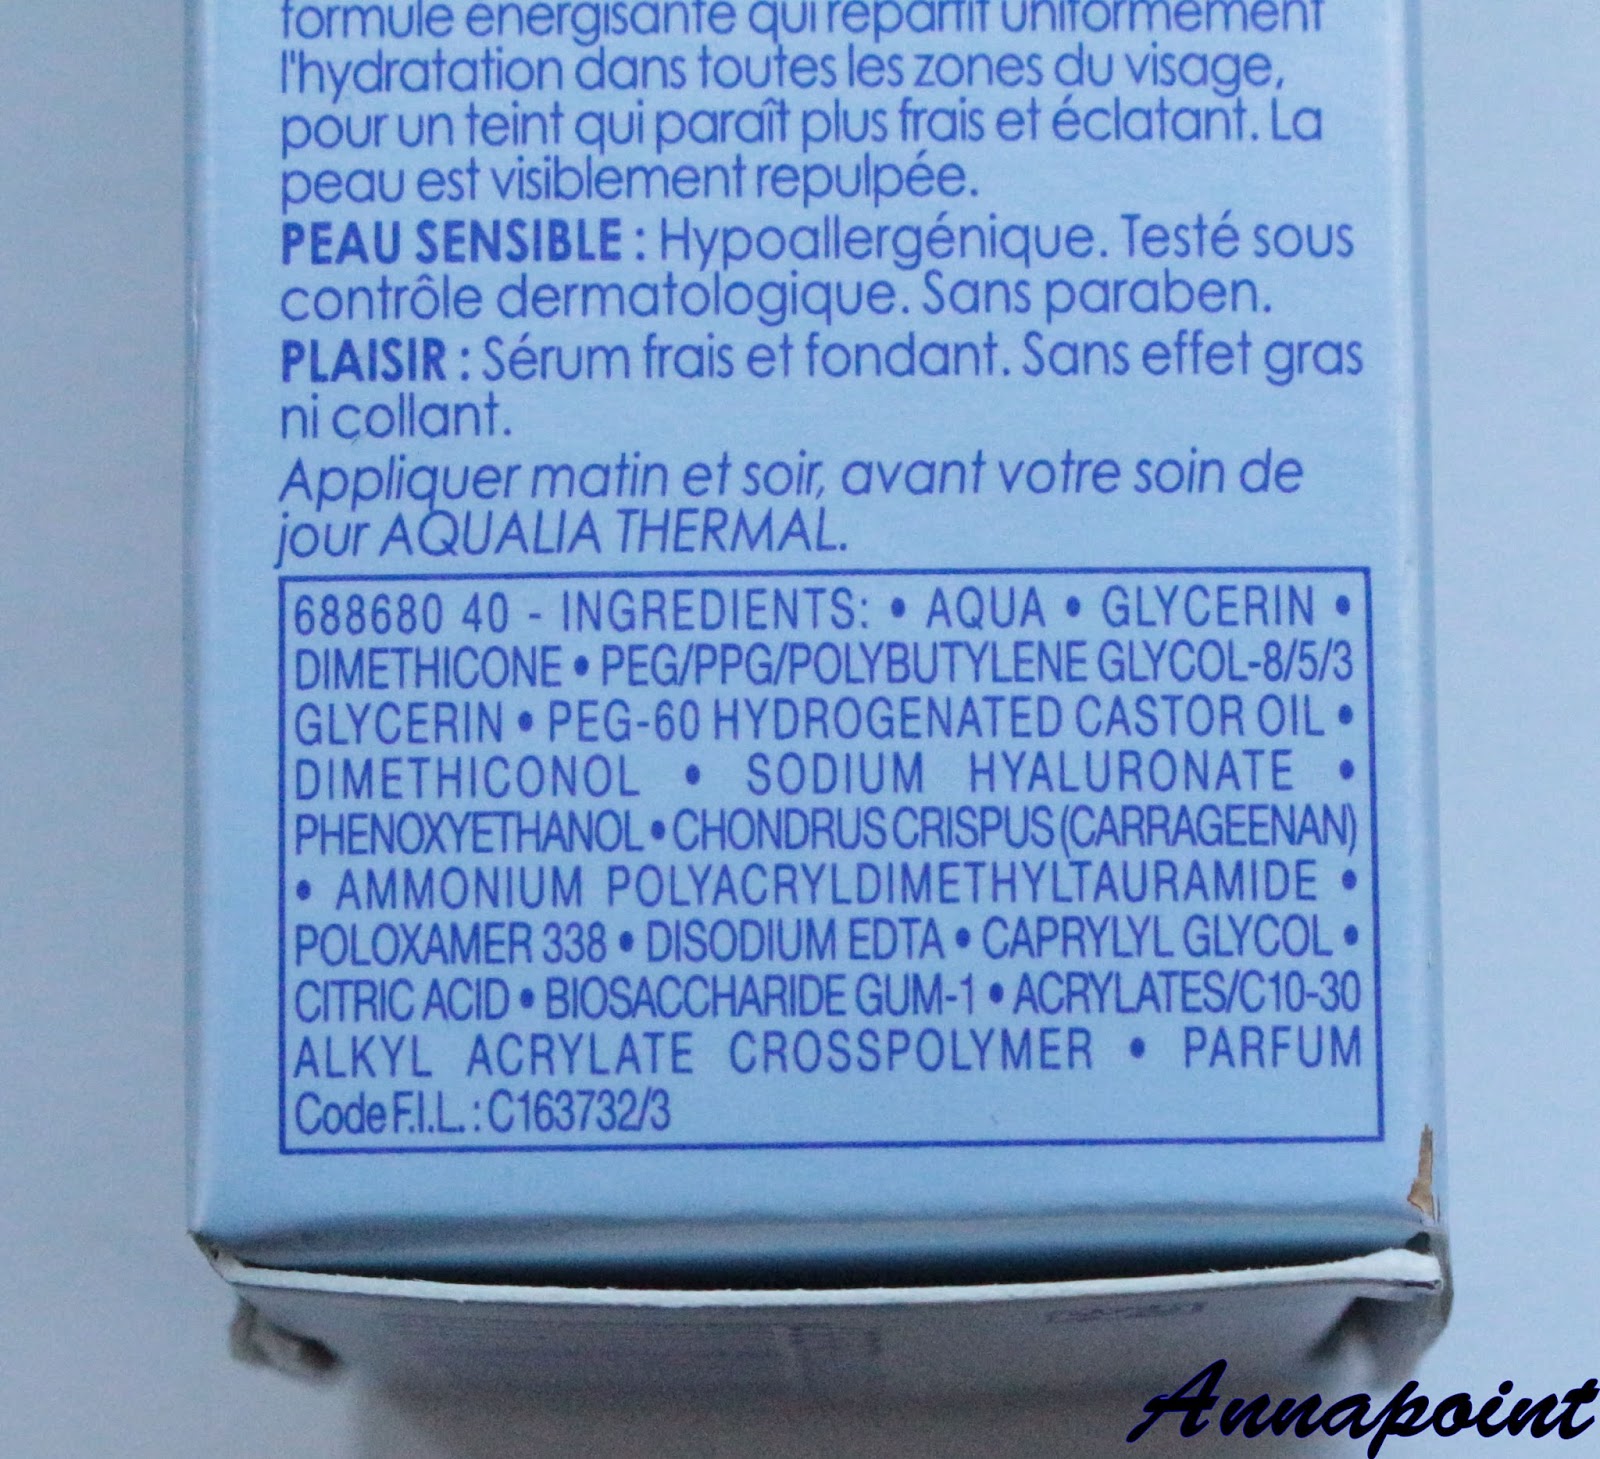 formule énergisante qui répartit uniformément
l'hydratation dans toutes les zones du visage,
pour un teint qui paraît plus frais et éclatant. La
peau est visiblement repulpée.
PEAU SENSIBLE : Hypoallergénique. Testé sous
contrôle dermatologique. Sans paraben.
PLAISIR : Sérum frais et fondant. Sans effet gras
ni collant.
Appliquer matin et soir, avant votre soin de
jour AQUALIA THERMAL.
688680 40 - INGREDIENTS: • AQUA • GLYCERIN •
DIMETHICONE • PEG/PPG/POLYBUTYLENE GLYCOL-8/5/3
GLYCERIN • PEG-60 HYDROGENATED CASTOR OIL •
DIMETHICONOL • SODIUM HYALURONATE •
PHENOXYETHANOL • CHONDRUS CRISPUS (CARRAGEENAN)
• AMMONIUM POLYACRYLDIMETHYLTAURAMIDE •
POLOXAMER 338 • DISODIUM EDTA • CAPRYLYL GLYCOL •
CITRIC ACID • BIOSACCHARIDE GUM-1 • ACRYLATES/C10-30
ALKYL ACRYLATE CROSSPOLYMER • PARFUM
Code F.I.L. : C163732/3
Annapoint